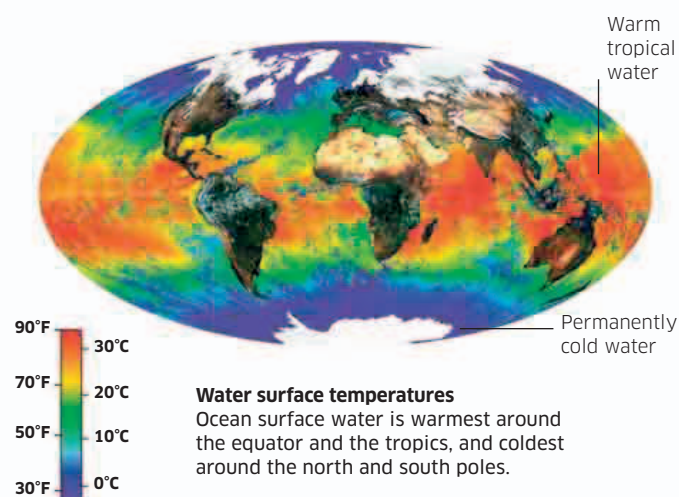 Warm
tropical
water
Permanently
cold water
90°F
30°C
70°F
20°C
50°F
10°C
30°F
0°C
Water surface temperatures
Ocean surface water is warmest around
the equator and the tropics, and coldest
around the north and south poles.